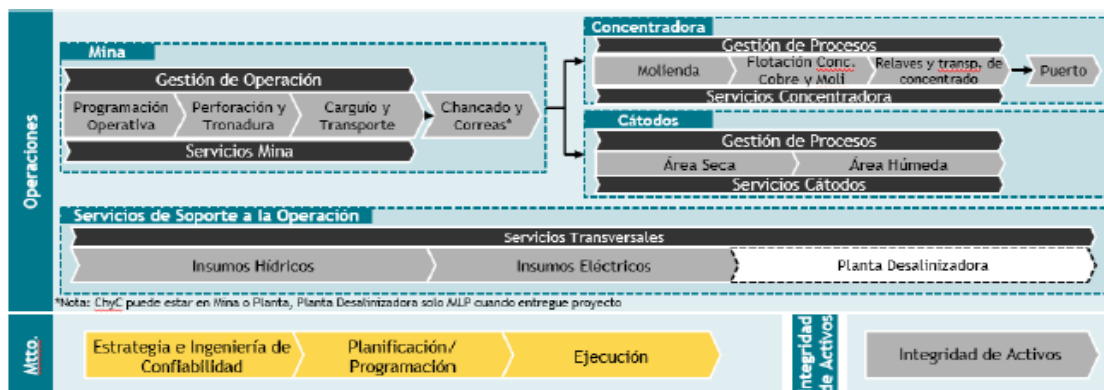 Operaciones
Mina
Gestión de Operación
Programación
Operativa
Perforación y
Tronadura
Carguío y
Transporte
Chancado y
Correas*
Servicios Mina
Concentradora
Gestión de Procesos
Molienda
Flotación Conc.
Cobre y Moli
Relaves y transp. de
concentrado
Puerto
Servicios Concentradora
Cátodos
Gestión de Procesos
Área Seca
Área Húmeda
Servicios Cátodos
Servicios de Soporte a la Operación
Servicios Transversales
Insumos Hídricos
Insumos Eléctricos
Planta Desalinizadora
*Nota: ChyC puede estar en Mina o Planta, Planta Desalinizadora solo MLP cuando entregue proyecto
Mtto.
Estrategia e Ingeniería de
Confiabilidad
Planificación/
Programación
Ejecución
Integridad
de Activos
Integridad de Activos